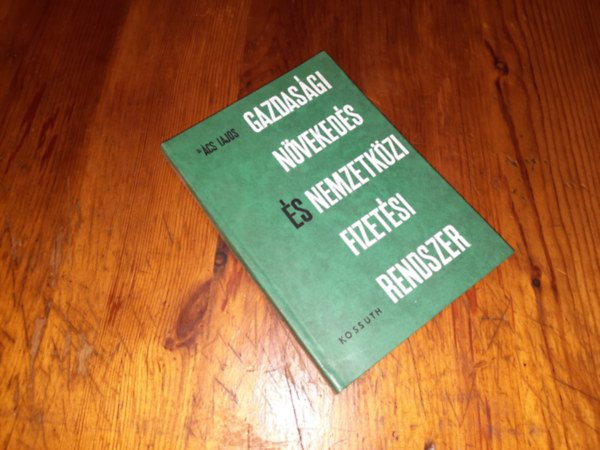 * ÁCS LAJOS
GAZDASÁGI
NÖVEKEDÉS
ÉS NEMZETKÖZI
FIZETÉSI
RENDSZER
KOSSUTH